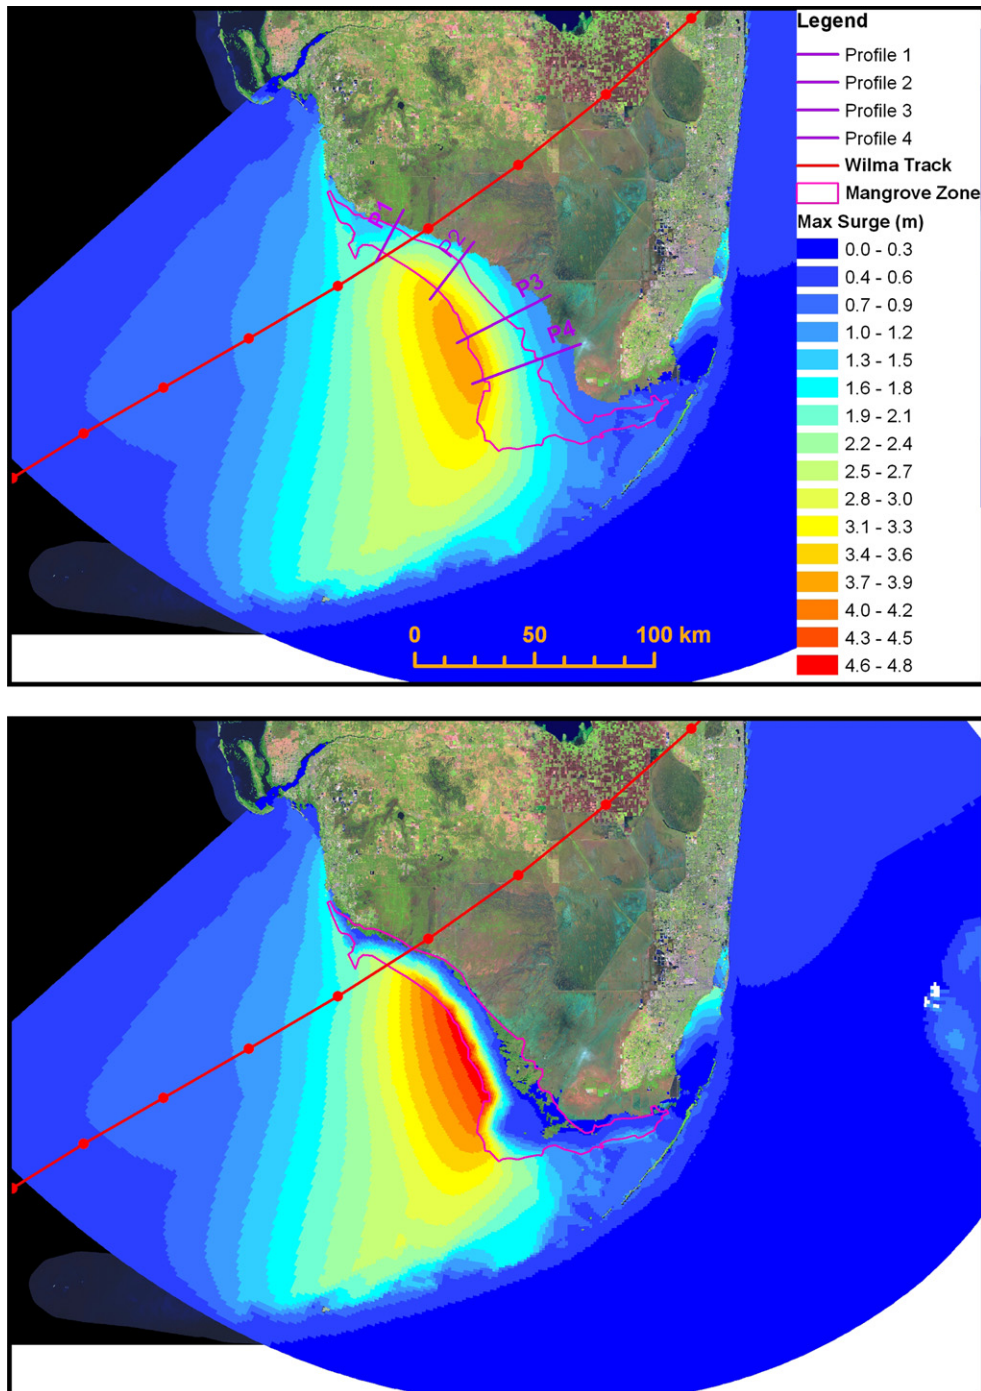 Legend
Profile 1
Profile 2
Profile 3
Profile 4
Wilma Track
Mangrove Zone
Max Surge (m)
0.0 - 0.3
0.4 - 0.6
0.7 - 0.9
1.0 - 1.2
1.3 - 1.5
1.6 - 1.8
1.9 - 2.1
2.2 - 2.4
2.5 - 2.7
2.8 - 3.0
3.1 - 3.3
3.4 - 3.6
3.7 - 3.9
4.0 - 4.2
4.3 - 4.5
4.6 - 4.8
P1
P2
P3
P4
0 50 100 km